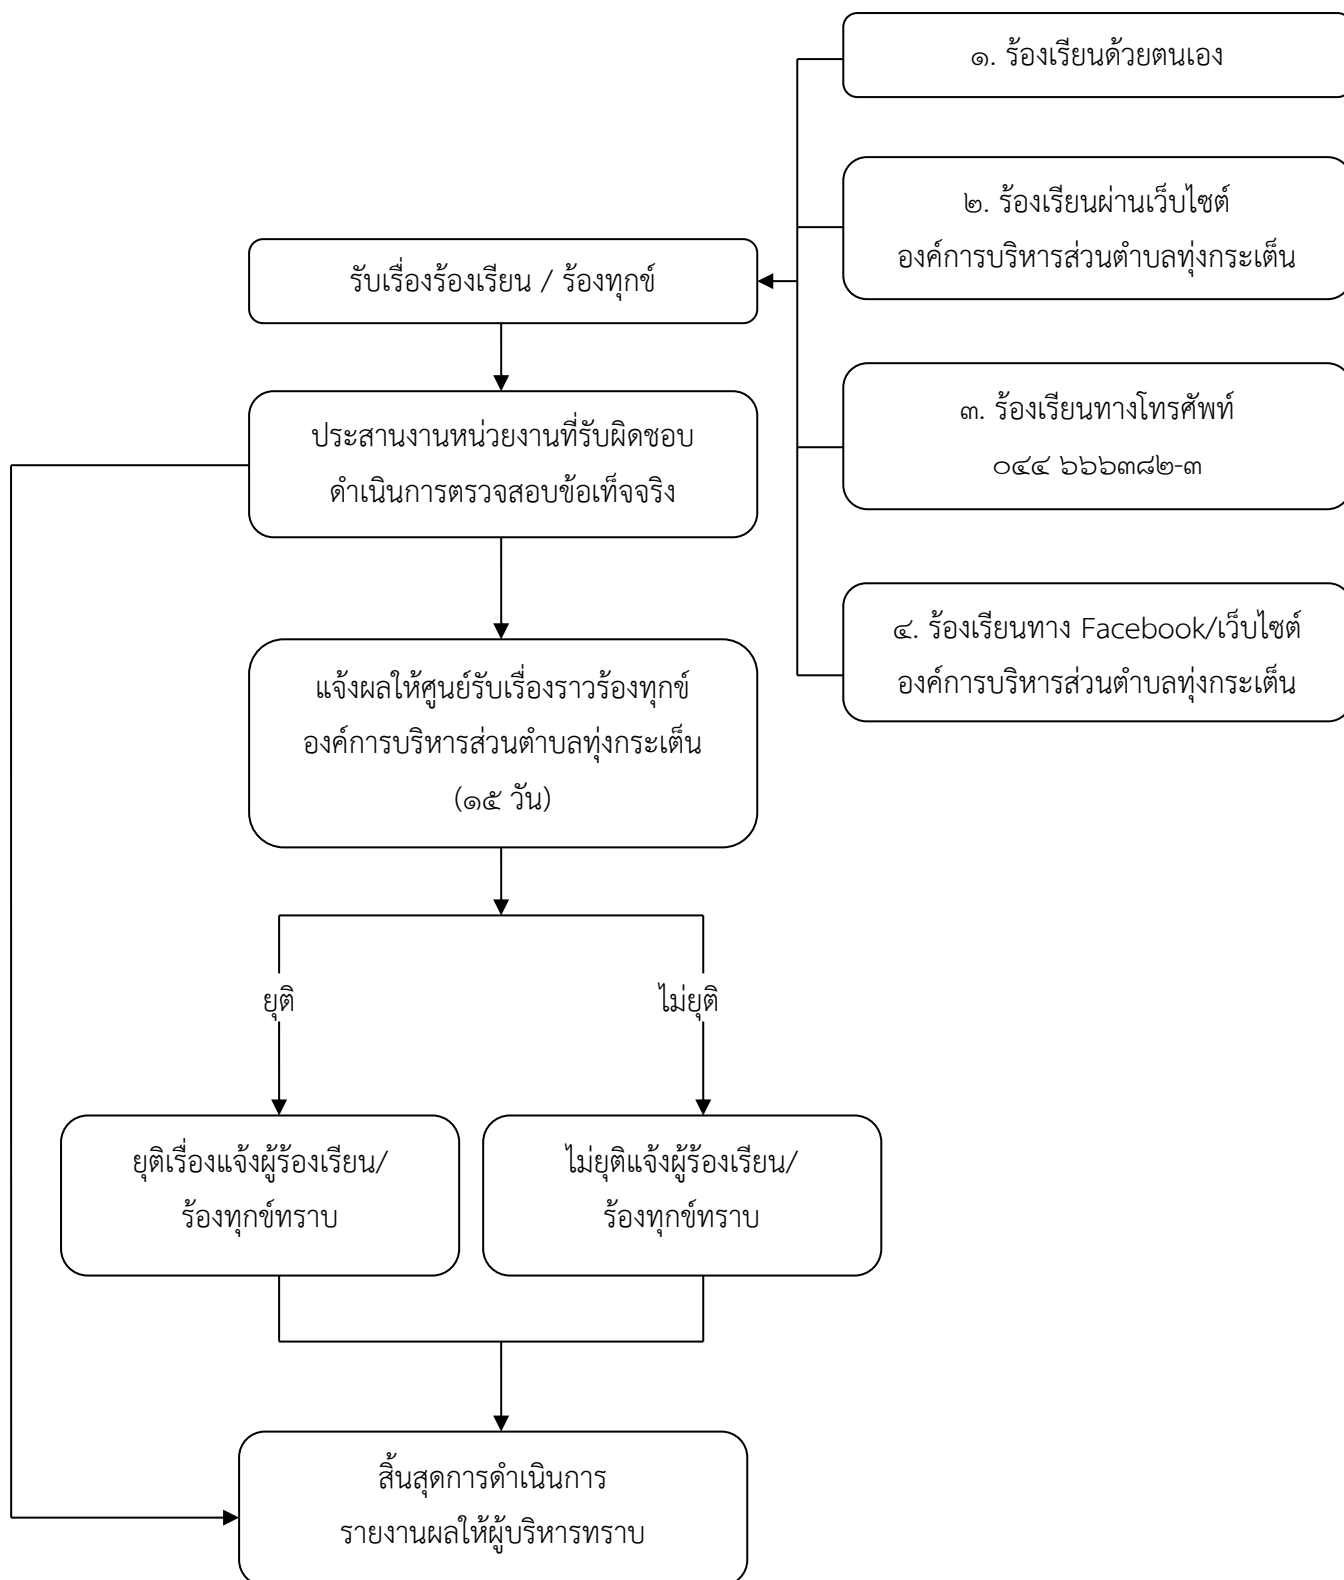 ๑. ร้องเรียนด้วยตนเอง
๒. ร้องเรียนผ่านเว็บไซต์
องค์การบริหารส่วนตำบลทุ่งกระเต็น
๓. ร้องเรียนทางโทรศัพท์
๐๔๔ ๖๖๖๓๘๒-๓
๔. ร้องเรียนทาง Facebook/เว็บไซต์
องค์การบริหารส่วนตำบลทุ่งกระเต็น
รับเรื่องร้องเรียน / ร้องทุกข์
ประสานงานหน่วยงานที่รับผิดชอบ
ดำเนินการตรวจสอบข้อเท็จจริง
แจ้งผลให้ศูนย์รับเรื่องราวร้องทุกข์
องค์การบริหารส่วนตำบลทุ่งกระเต็น
(๑๕ วัน)
ยุติ
ไม่ยุติ
ยุติเรื่องแจ้งผู้ร้องเรียน/
ร้องทุกข์ทราบ
ไม่ยุติแจ้งผู้ร้องเรียน/
ร้องทุกข์ทราบ
สิ้นสุดการดำเนินการ
รายงานผลให้ผู้บริหารทราบ